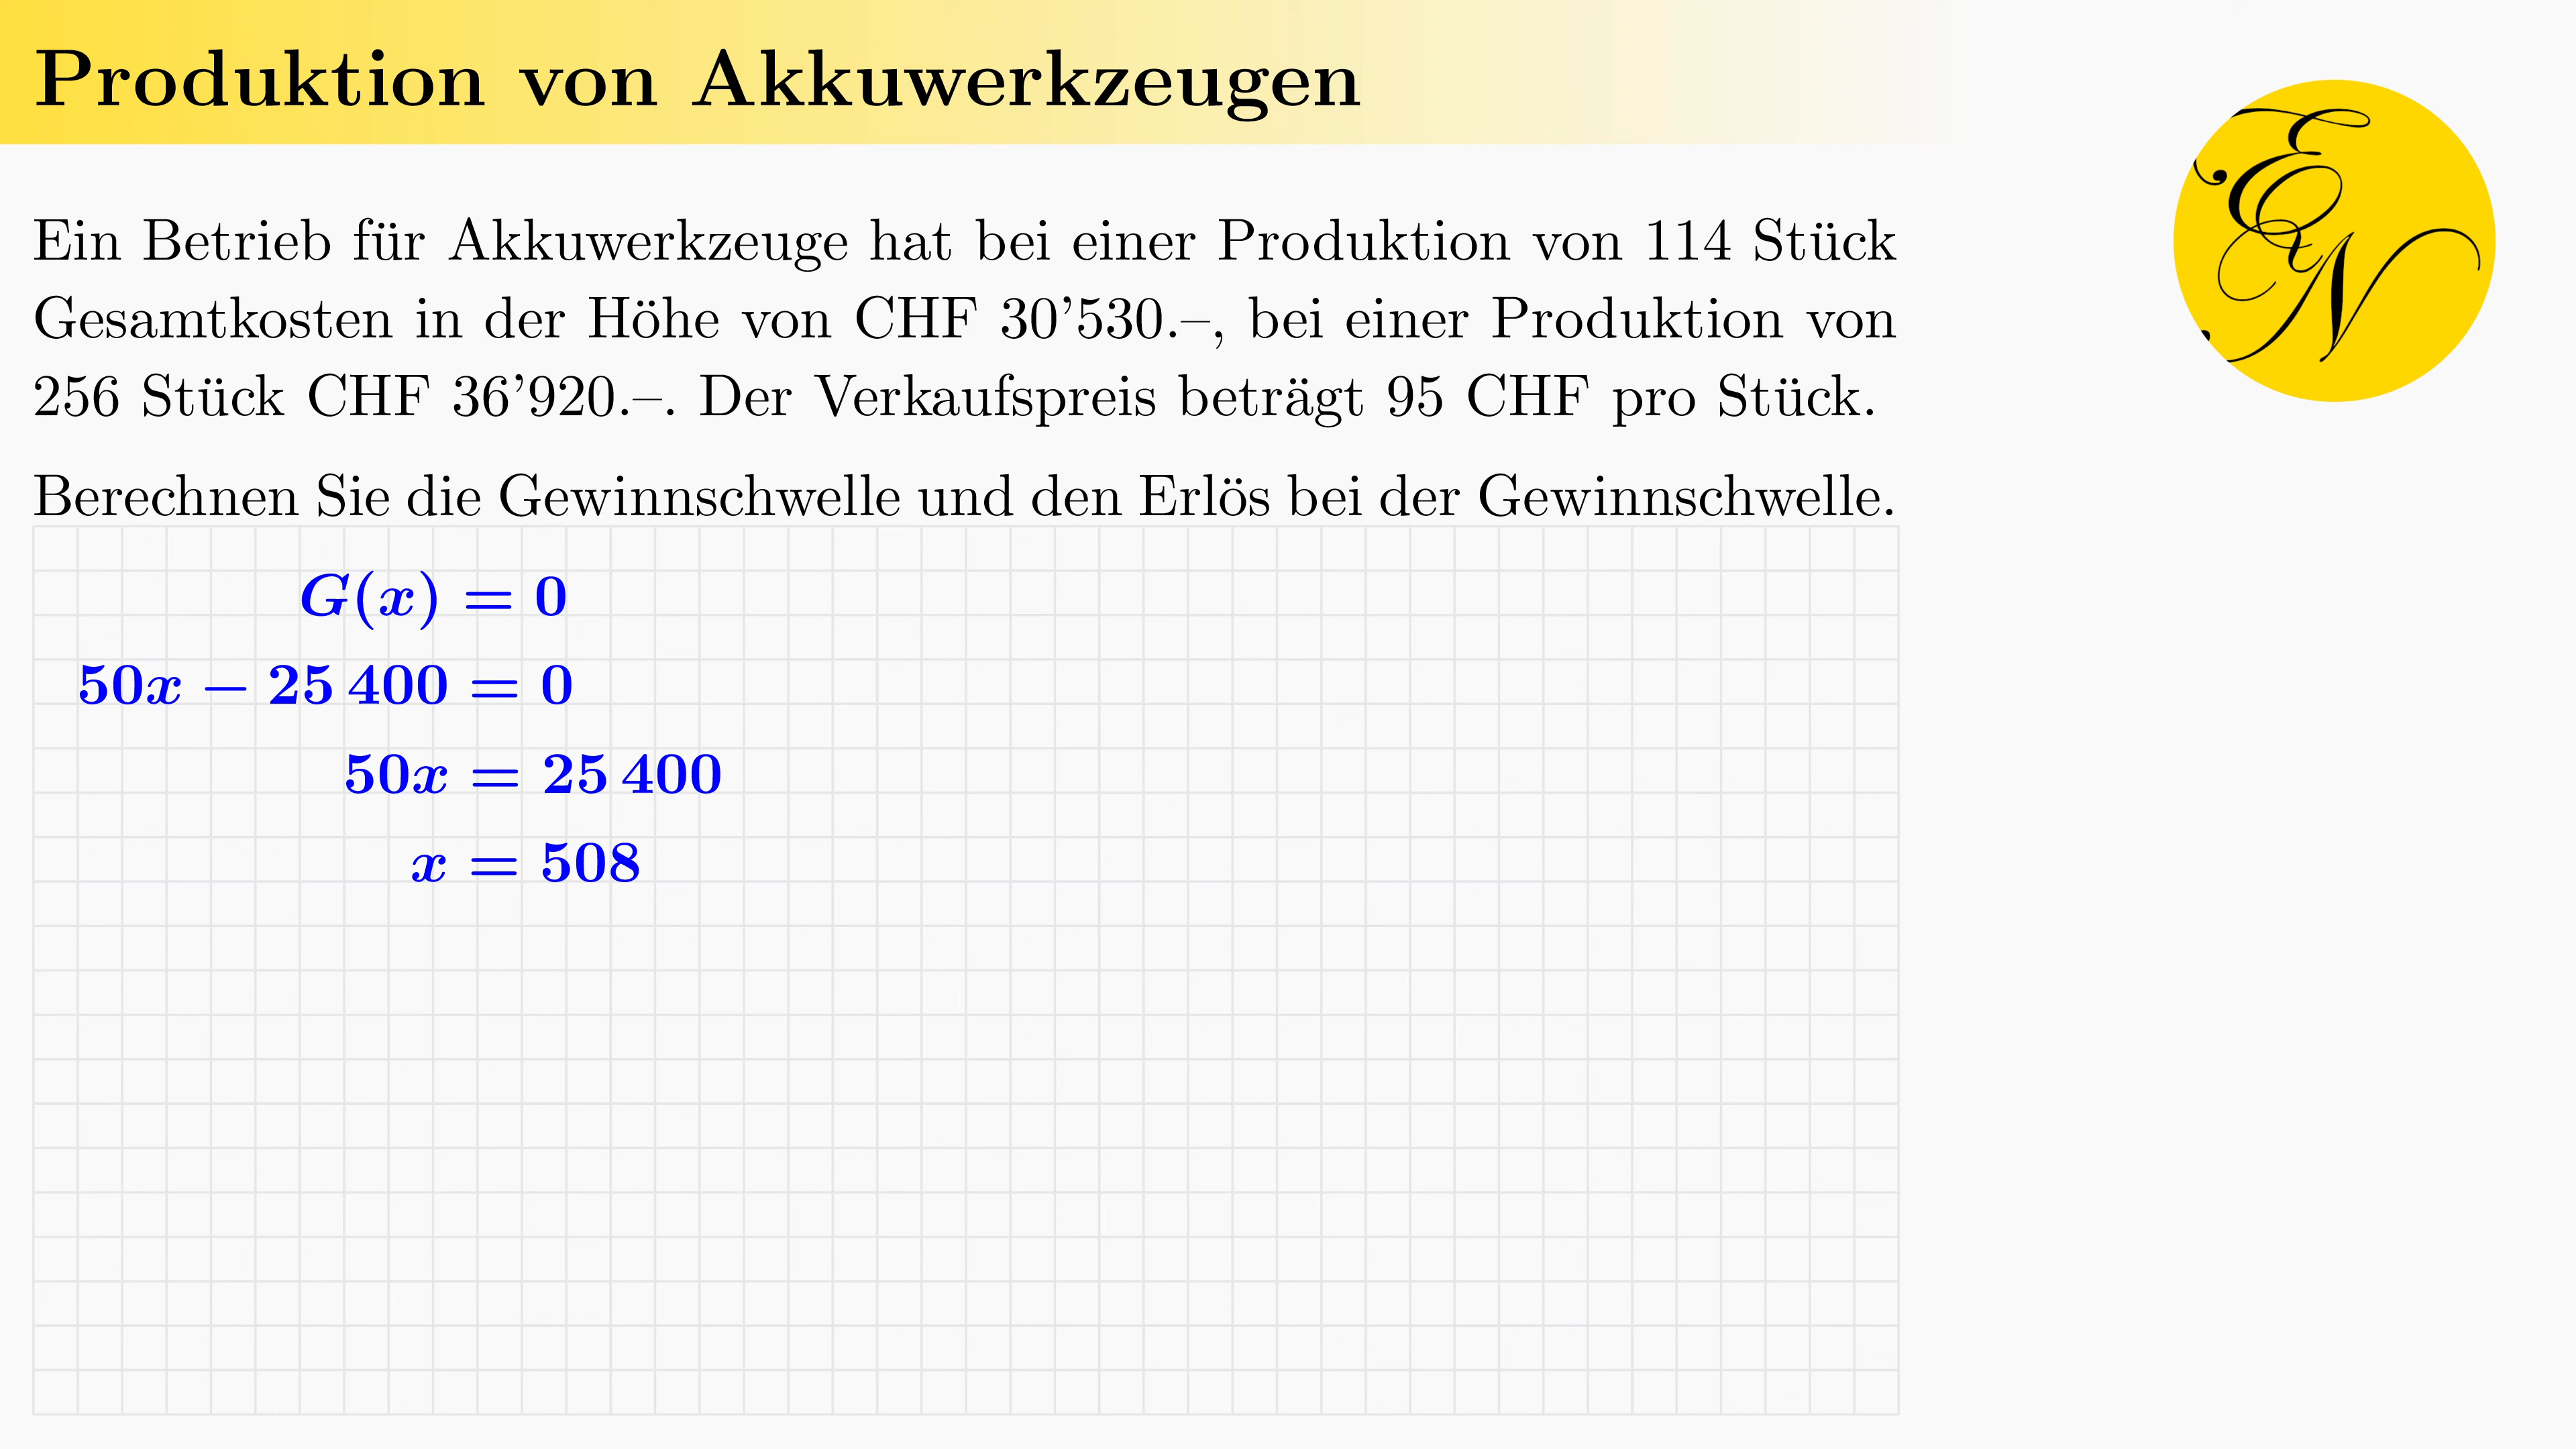 Produktion von Akkuwerkzeugen
Ein Betrieb für Akkuwerkzeuge hat bei einer Produktion von 114 Stück
Gesamtkosten in der Höhe von CHF 30’530.–, bei einer Produktion von
256 Stück CHF 36’920.–. Der Verkaufspreis beträgt 95 CHF pro Stück.
Berechnen Sie die Gewinnschwelle und den Erlös bei der Gewinnschwelle.
G(x) = 0
50x − 25 400 = 0
50x = 25 400
x = 508